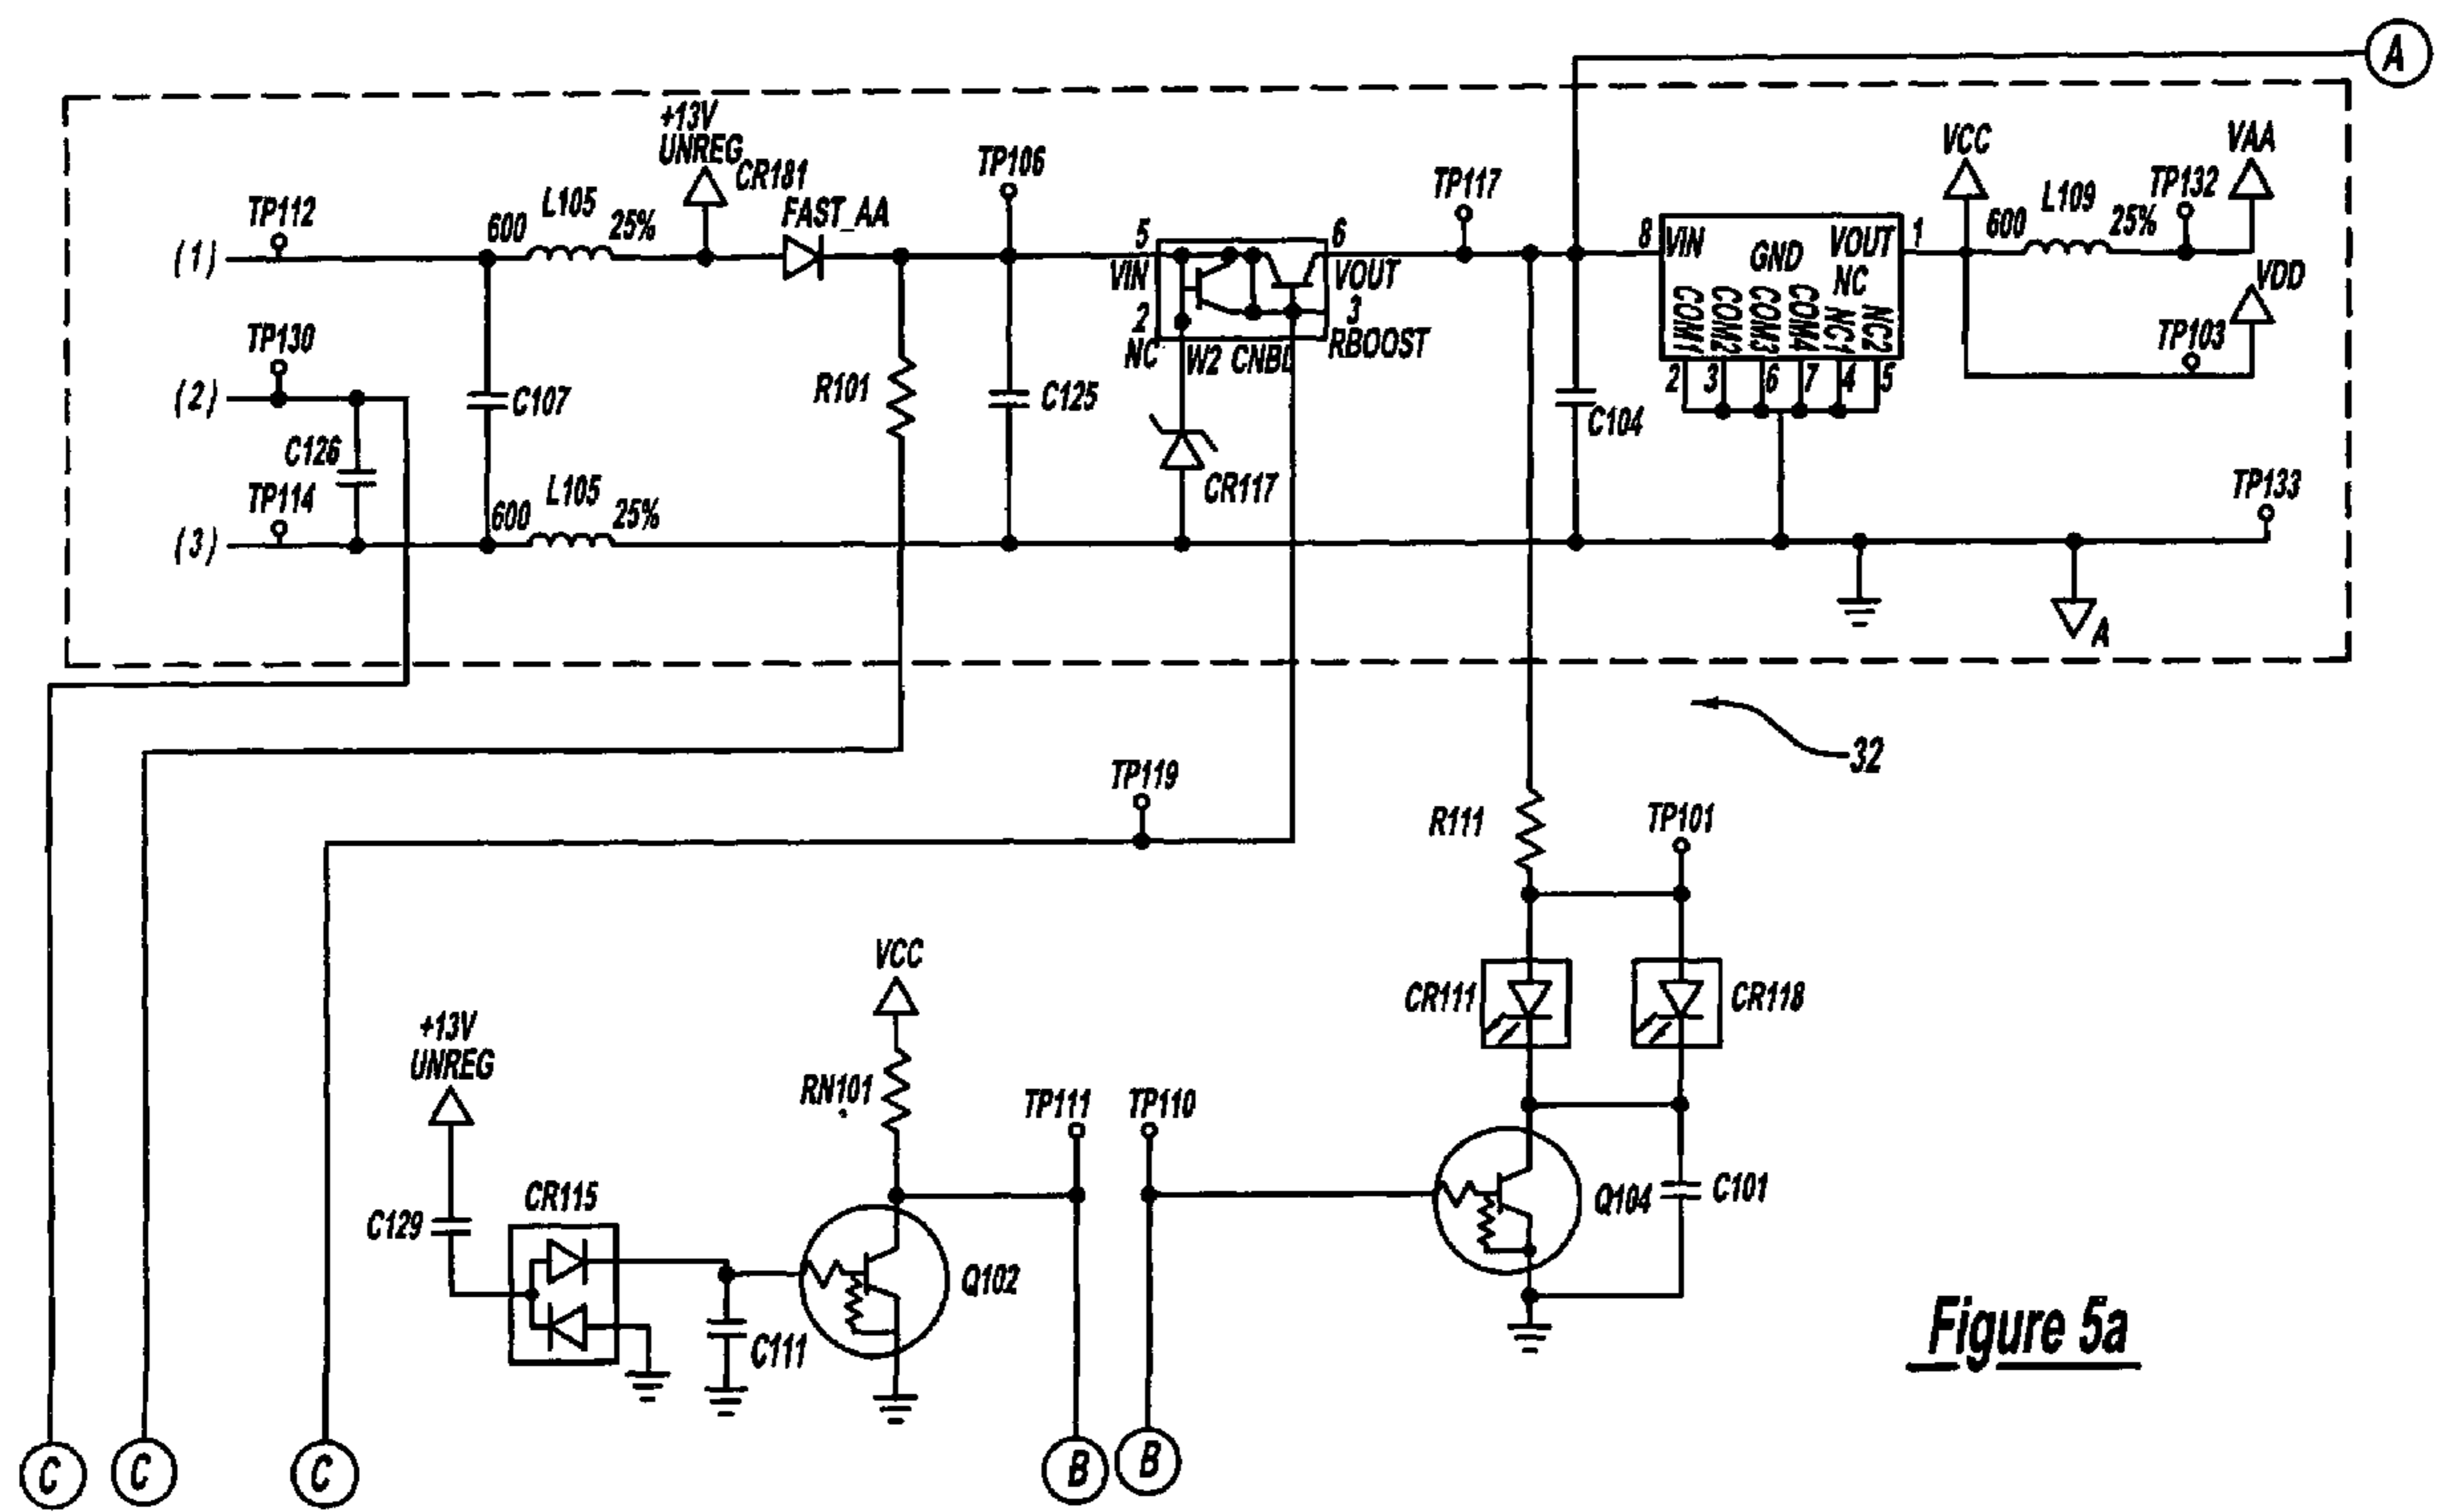 A
+13V
UNREG
CR181
FAST_AA
TP106
TP117
VCC
VAA
TP112
600 L105 25%
600 L109 25%
TP132
(1)
5
6
8
1
VIN
VOUT
VIN
GND
VOUT
NC
VDD
TP130
2
NC
3
RBOOST
W2 CNBL
COM1
COM2
COM3
COM4
NC1
NC2
TP103
2 3 6 7 4 5
(2)
R101
C107
C125
C104
C126
TP114
600 L105 25%
CR117
TP133
(3)
A
32
TP119
R111
TP101
VCC
CR111
CR118
+13V
UNREG
RN101
TP111
TP110
CR115
C129
Q102
Q104
C101
C111
Figure 5a
C
C
C
B
B